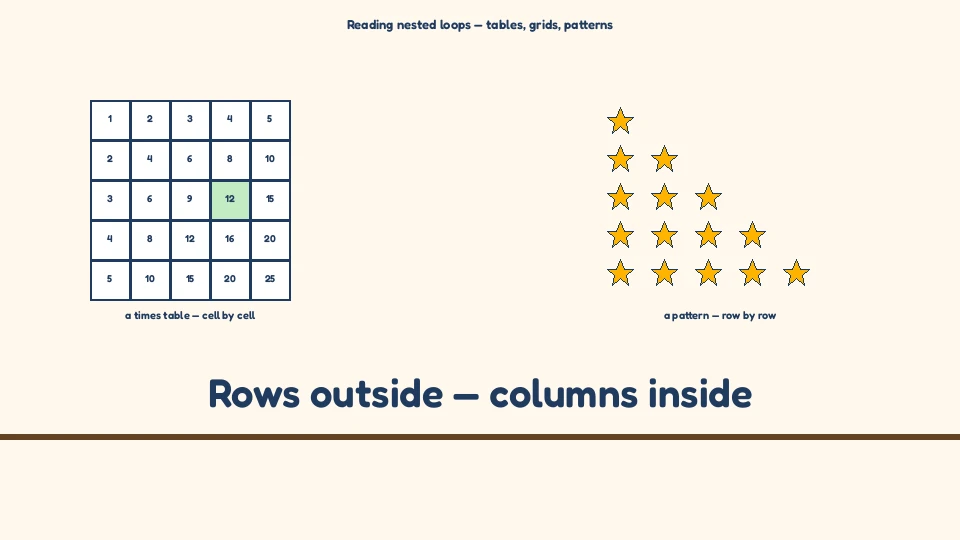 Reading nested loops — tables, grids, patterns
1 2 3 4 5
2 4 6 8 10
3 6 9 12 15
4 8 12 16 20
5 10 15 20 25
a times table — cell by cell
a pattern — row by row
Rows outside — columns inside